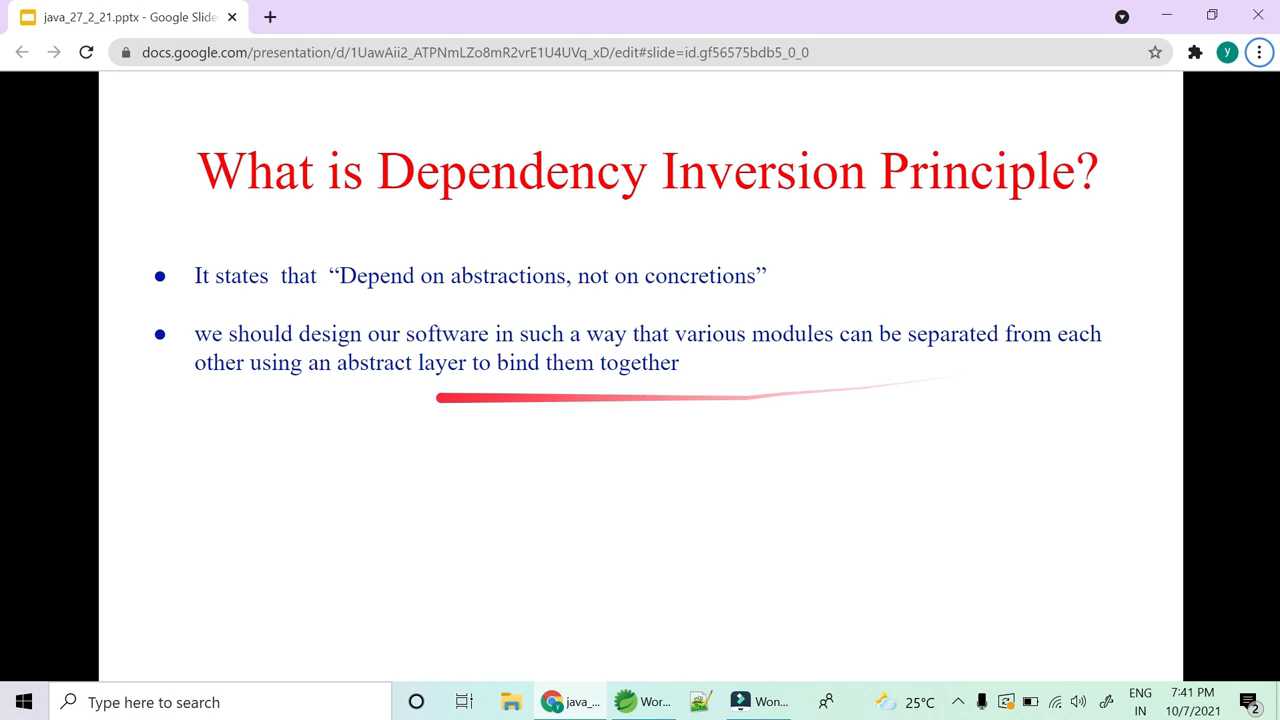 java_27_2_21.pptx - Google Slide
docs.google.com/presentation/d/1UawAii2_ATPNmLZo8mR2vrE1U4UVq_xD/edit#slide=id.gf56575bdb5_0_0
y
What is Dependency Inversion Principle?
● It states that “Depend on abstractions, not on concretions”
● we should design our software in such a way that various modules can be separated from each
other using an abstract layer to bind them together
Type here to search
java_...
Wor...
Won...
25°C
ENG
IN
7:41 PM
10/7/2021
2